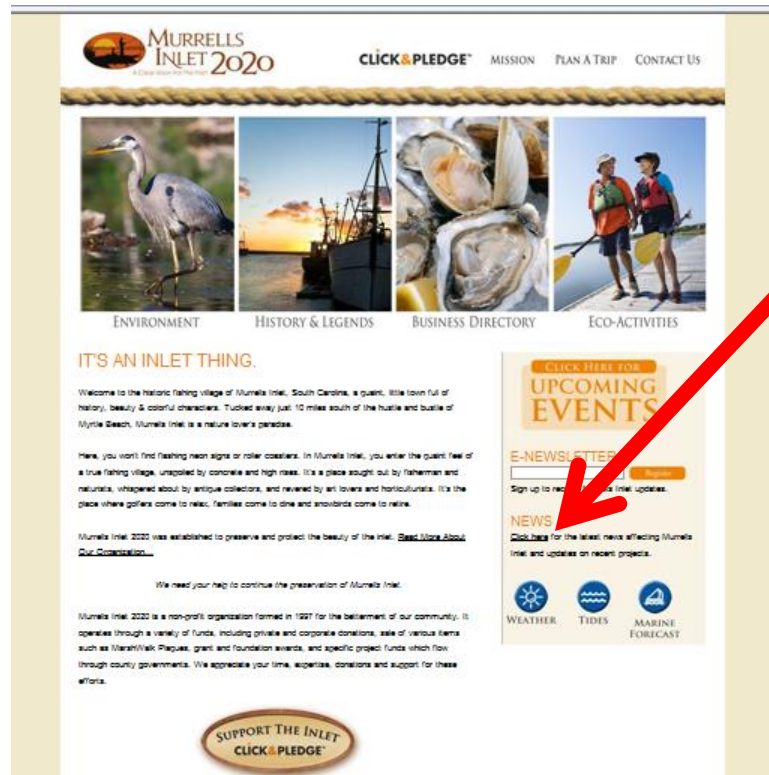 MURRELLS
INLET 2020
A Clear Vision For The Inlet
CLICK & PLEDGE™ MISSION PLAN A TRIP CONTACT US
ENVIRONMENT HISTORY & LEGENDS BUSINESS DIRECTORY ECO-ACTIVITIES
IT'S AN INLET THING.
Welcome to the historic fishing village of Murrells Inlet, South Carolina, a quaint, little town full of
history, beauty & colorful characters. Tucked away just 10 miles south of the hustle and bustle of
Myrtle Beach, Murrells Inlet is a nature lover's paradise.
Here, you won't find flashing neon signs or roller coasters. In Murrells Inlet, you enter the quaint feel of
a true fishing village, unspoiled by concrete and high rises. It's a place sought out by fisherman and
naturists, whispered about by antique collectors, and revered by art lovers and horticulturists. It's the
place where golfers come to relax, families come to dine and snowbirds come to retire.
Murrells Inlet 2020 was established to preserve and protect the beauty of the inlet. Read More About
Our Organization...
We need your help to continue the preservation of Murrells Inlet.
Murrells Inlet 2020 is a non-profit organization formed in 1997 for the betterment of our community. It
operates through a variety of funds, including private and corporate donations, sale of various items
such as MarshWalk Plaques, grant and foundation awards, and specific project funds which flow
through county governments. We appreciate your time, expertise, donations and support for these
efforts.
SUPPORT THE INLET
CLICK & PLEDGE™
CLICK HERE FOR
UPCOMING
EVENTS
E-NEWSLETTER
Register
Sign up to Inlet updates.
NEWS
Click here for the latest news affecting Murrells
Inlet and updates on recent projects.
WEATHER TIDES MARINE
FORECAST